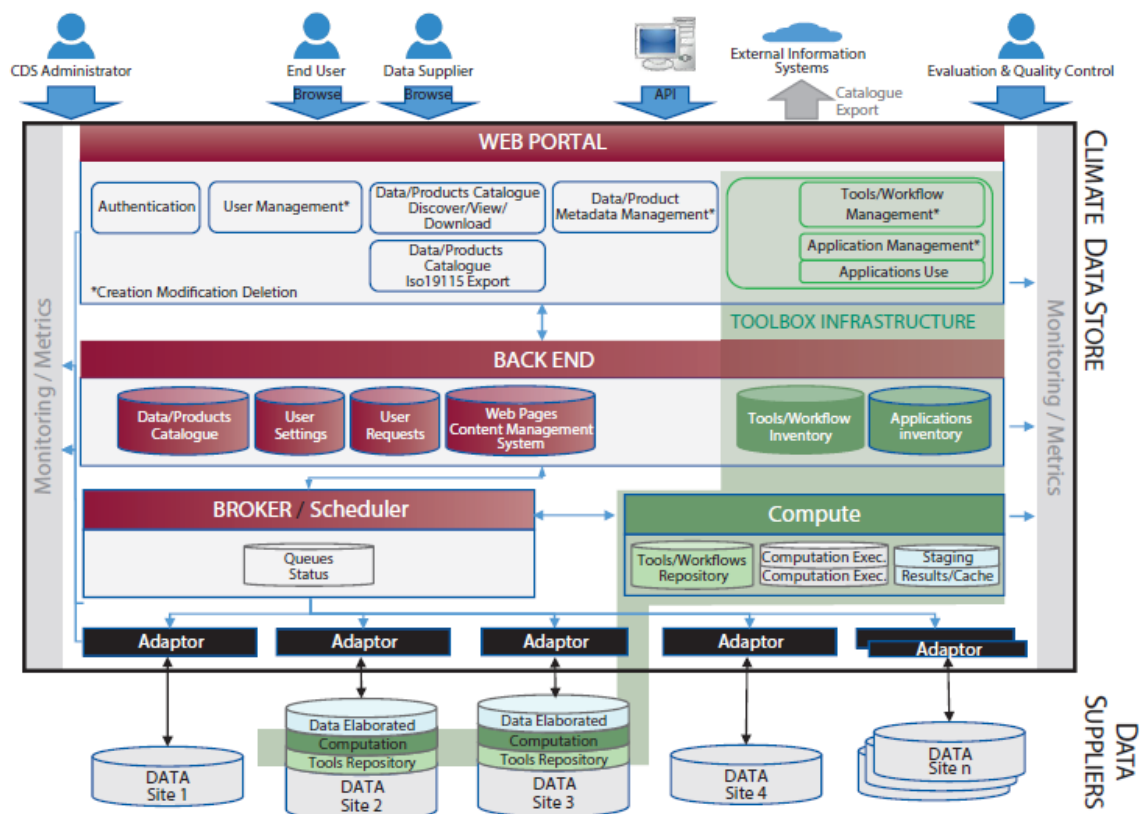 CDS Administrator
End User
Data Supplier
External Information
Systems
Evaluation & Quality Control
Browse
Browse
API
Catalogue
Export
WEB PORTAL
Authentication
User Management*
Data/Products Catalogue
Discover/View/
Download
Data/Product
Metadata Management*
Tools/Workflow
Management*
Application Management*
Applications Use
Data/Products
Catalogue
Iso19115 Export
*Creation Modification Deletion
TOOLBOX INFRASTRUCTURE
BACK END
Data/Products
Catalogue
User
Settings
User
Requests
Web Pages
Content Management
System
Tools/Workflow
Inventory
Applications
inventory
BROKER / Scheduler
Queues
Status
Compute
Tools/Workflows
Repository
Computation Exec.
Computation Exec.
Staging
Results/Cache
Adaptor
Adaptor
Adaptor
Adaptor
Adaptor
Monitoring / Metrics
Monitoring / Metrics
CLIMATE DATA STORE
DATA
Site 1
Data Elaborated
Computation
Tools Repository
DATA
Site 2
Data Elaborated
Computation
Tools Repository
DATA
Site 3
DATA
Site 4
DATA
Site n
DATA
SUPPLIERS